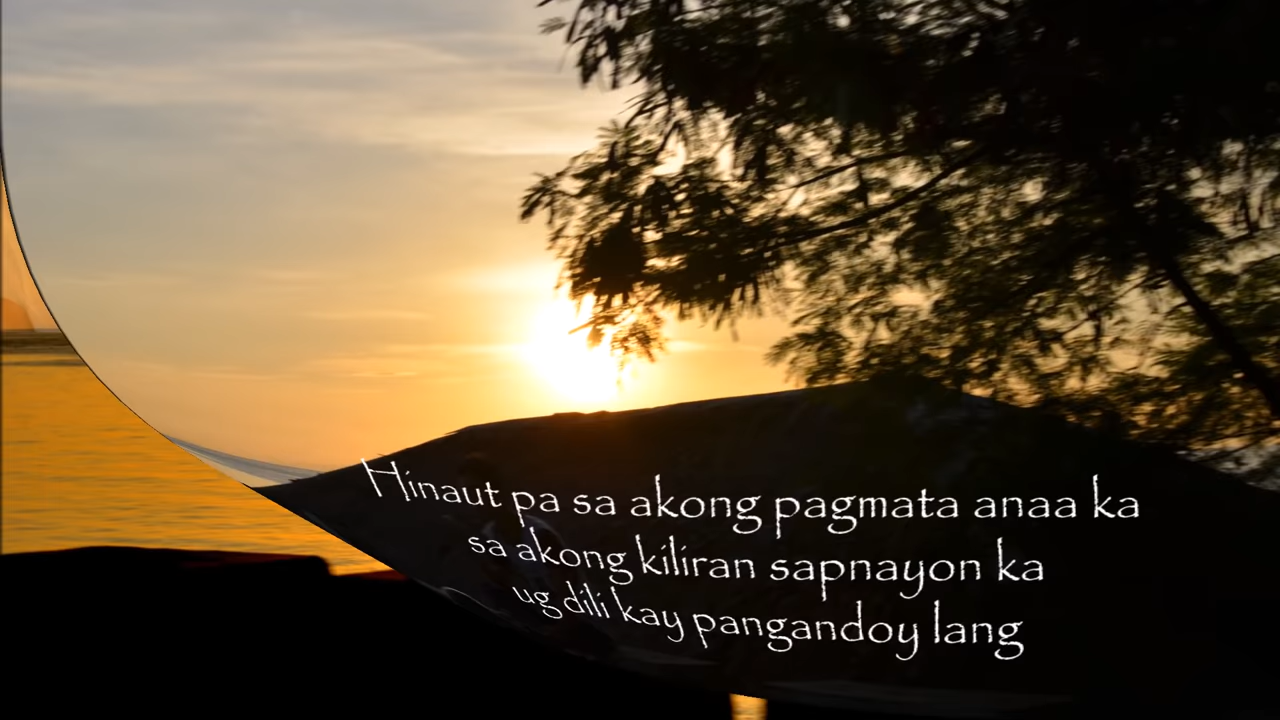 Hinaut pa sa akong pagmata anaa ka
sa akong kiliran sapnayon ka
ug dili kay pangandoy lang